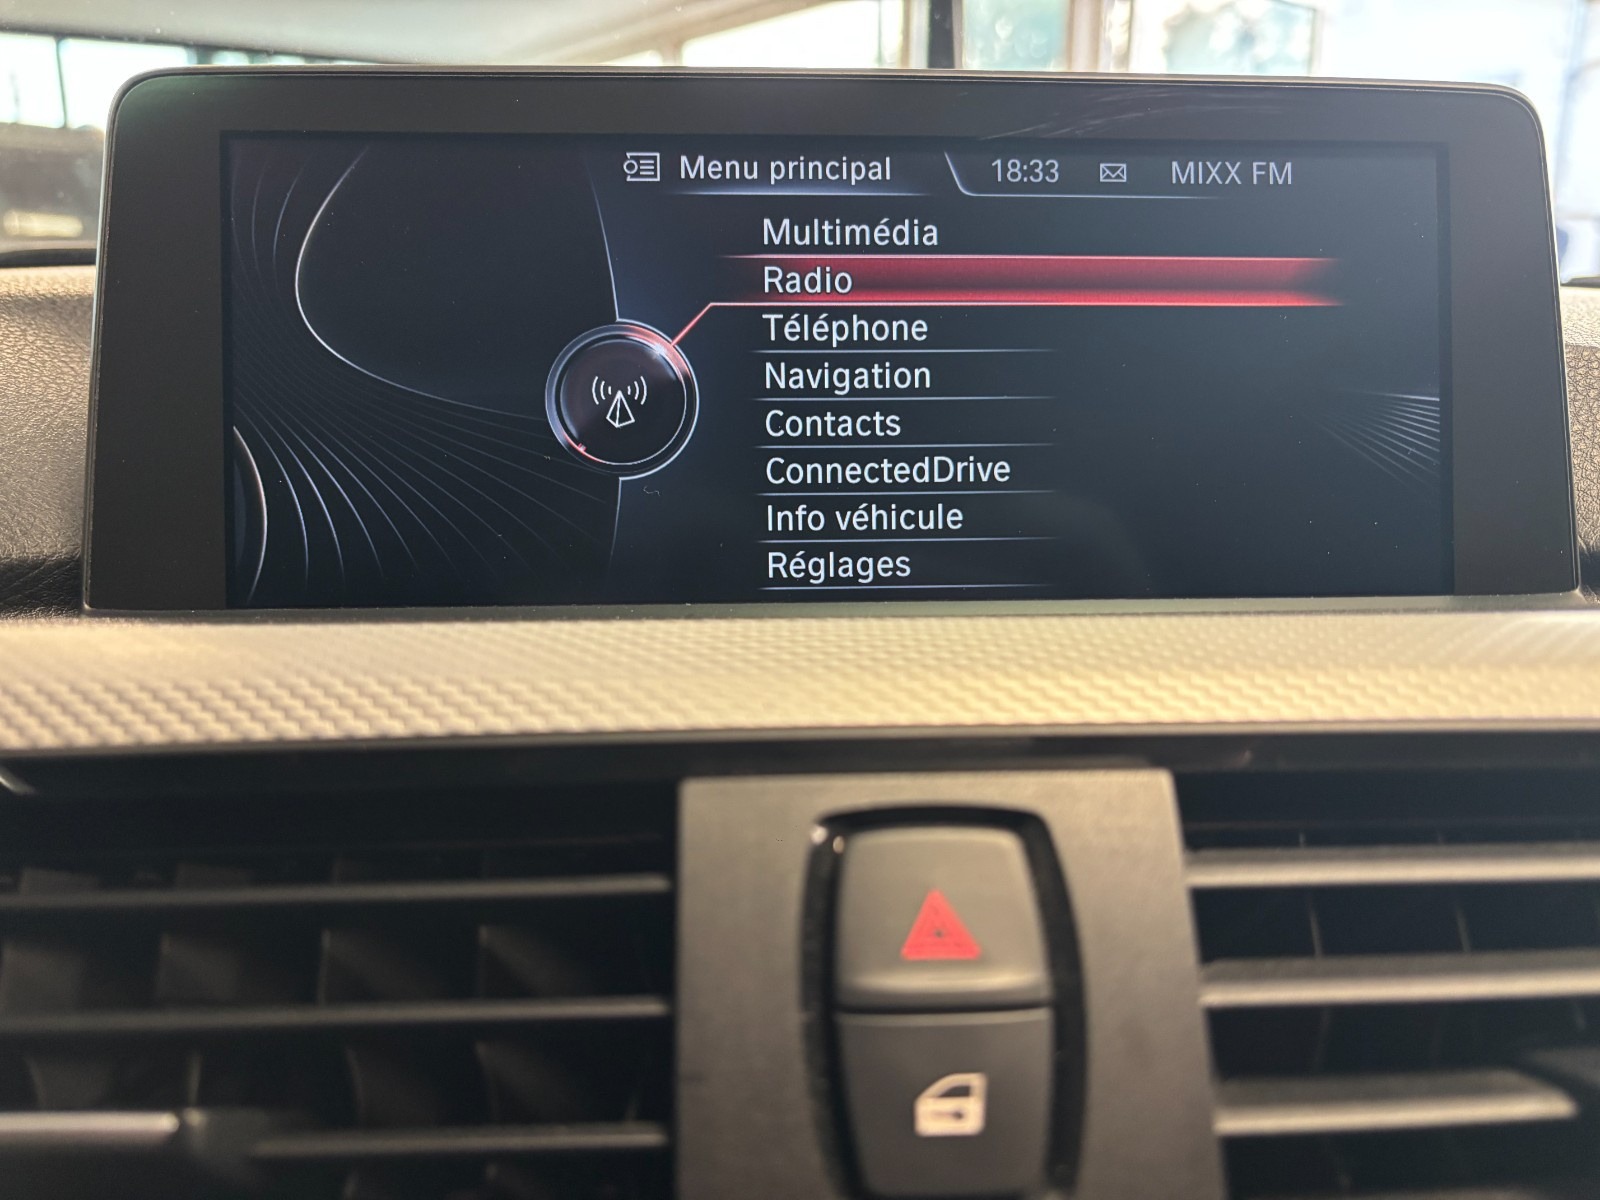 Menu principal 18:33 MIXX FM
Multimédia
Radio
Téléphone
Navigation
Contacts
ConnectedDrive
Info véhicule
Réglages